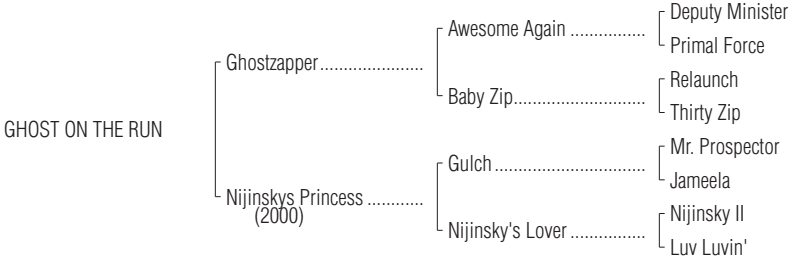 Deputy Minister
Awesome Again ................
Primal Force
Ghostzapper......................
Relaunch
Baby Zip............................
Thirty Zip
GHOST ON THE RUN
Mr. Prospector
Gulch ................................
Jameela
Nijinskys Princess ............
(2000)
Nijinsky II
Nijinsky's Lover ................
Luv Luvin'